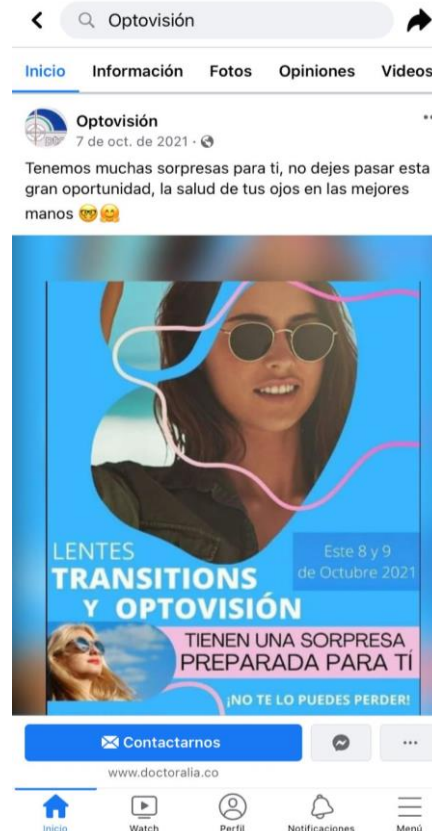 Optovisión
Inicio Información Fotos Opiniones Videos
Optovisión
7 de oct. de 2021 ·
Tenemos muchas sorpresas para ti, no dejes pasar esta
gran oportunidad, la salud de tus ojos en las mejores
manos 🤓🤗
LENTES
TRANSITIONS
Y OPTOVISIÓN
Este 8 y 9
de Octubre 2021
TIENEN UNA SORPRESA
PREPARADA PARA TÍ
¡NO TE LO PUEDES PERDER!
Contactarnos
www.doctoralia.co
Inicio Watch Perfil Notificaciones Menú